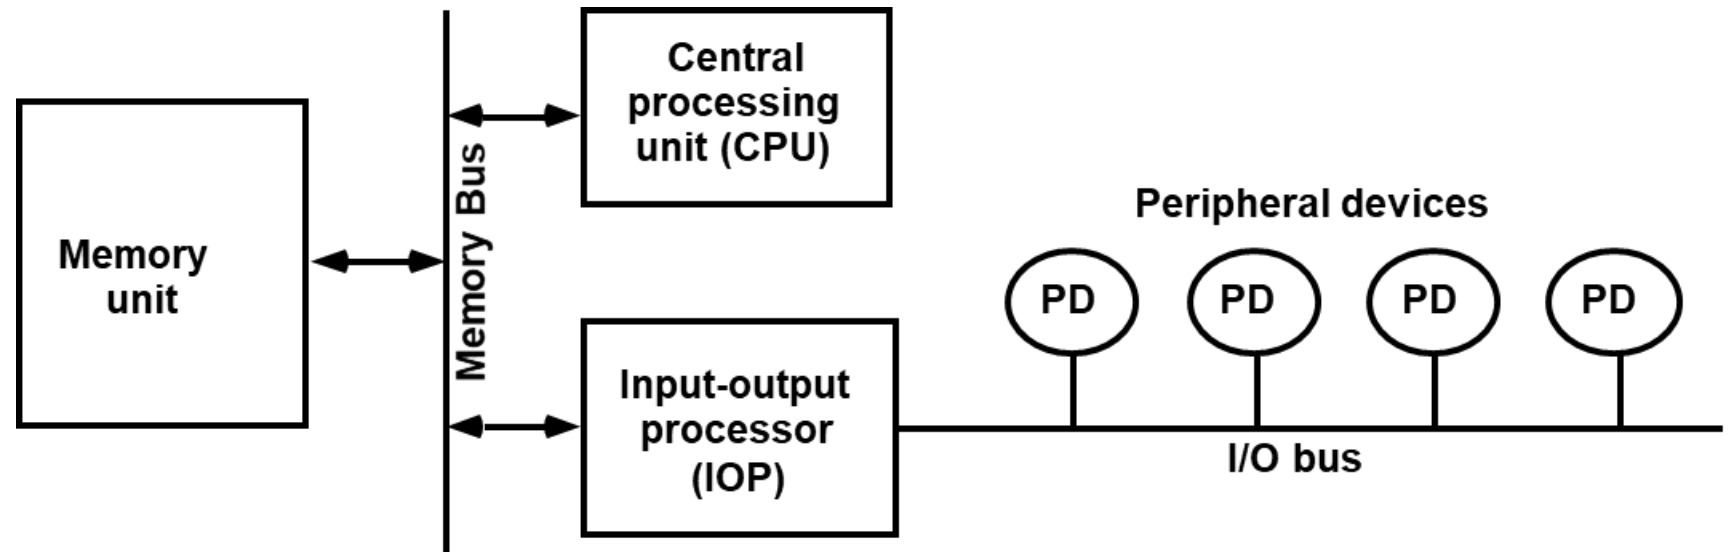 Central
processing
unit (CPU)
Memory
unit
Memory Bus
Peripheral devices
PD
PD
PD
PD
Input-output
processor
(IOP)
I/O bus